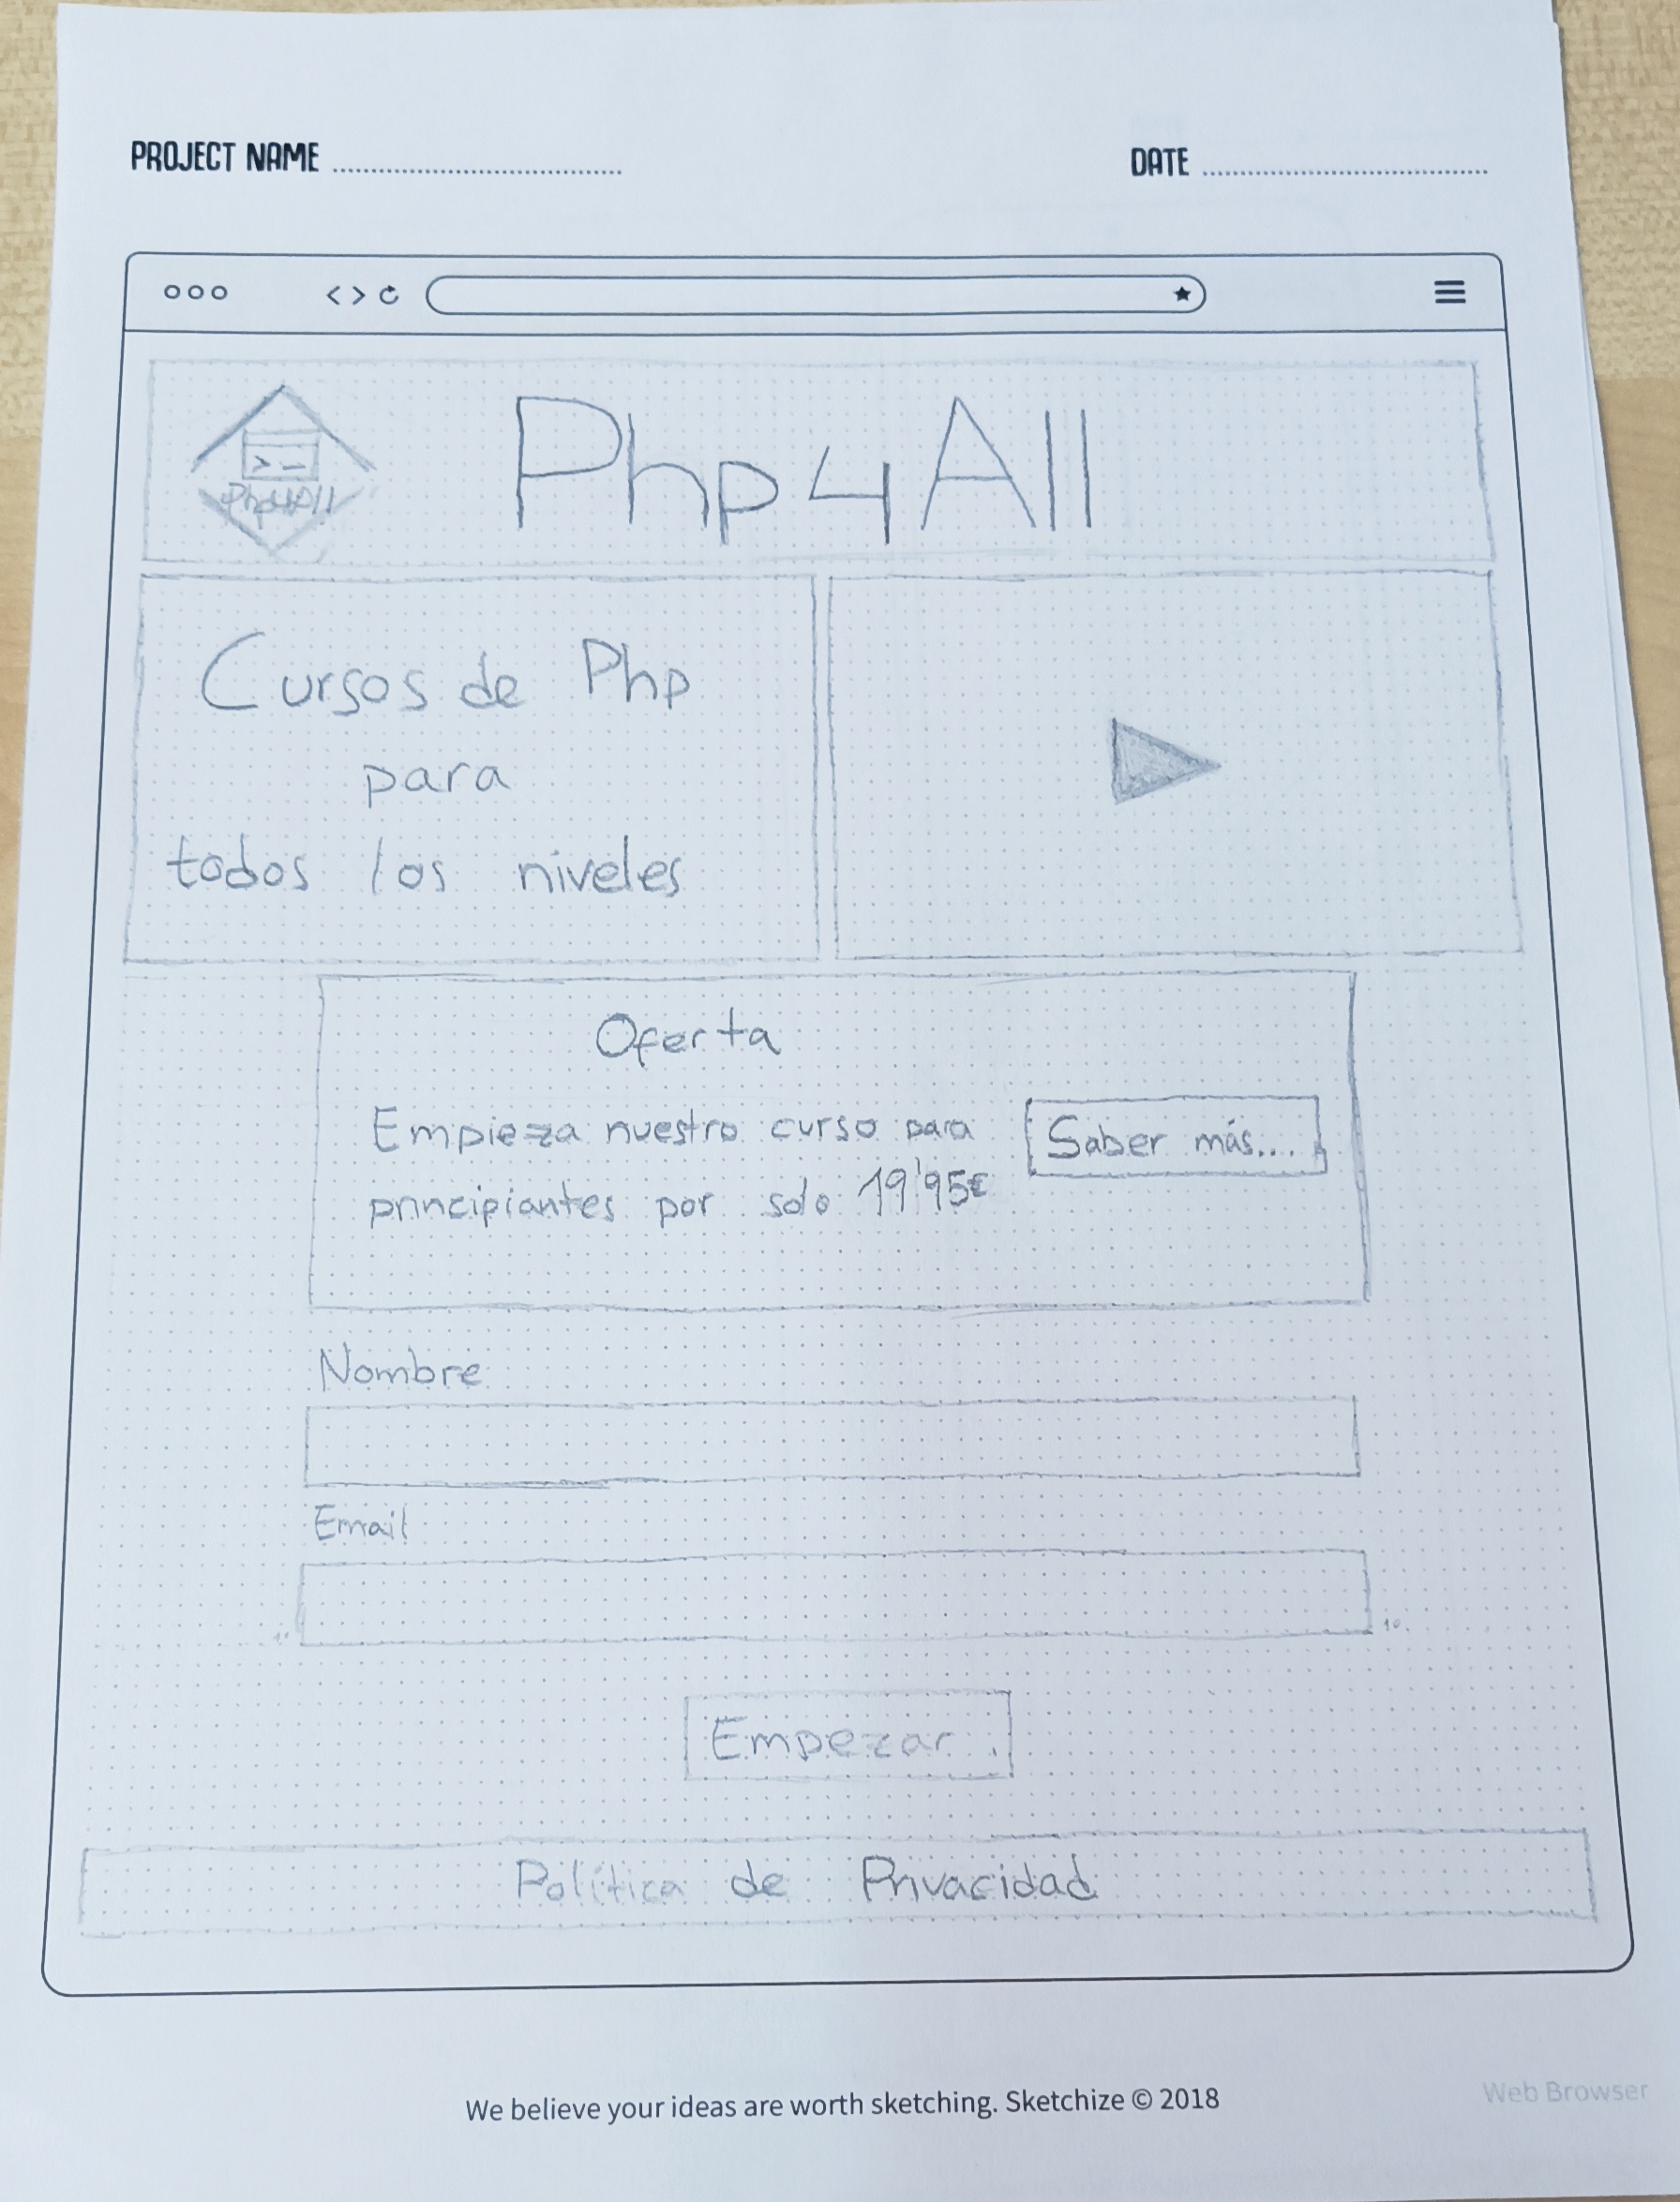 PROJECT NAME
DATE
Php4All
Php4All
Cursos de Php
para
todos los niveles
Oferta
Empieza nuestro curso para
principiantes por solo 19'95€
Saber más...
Nombre
Email
Empezar
Política de Privacidad
We believe your ideas are worth sketching. Sketchize © 2018
Web Browser